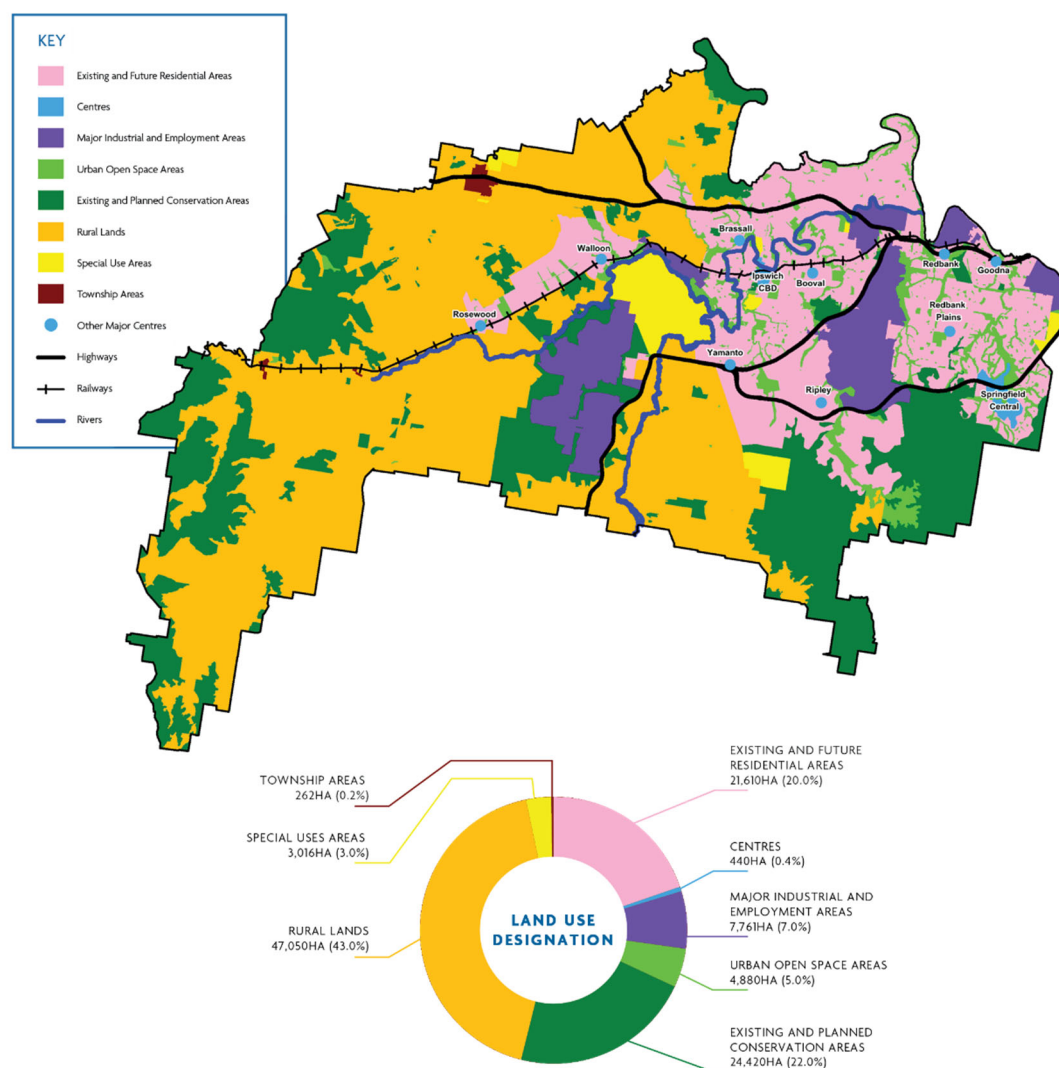 KEY
Existing and Future Residential Areas
Centres
Major Industrial and Employment Areas
Urban Open Space Areas
Existing and Planned Conservation Areas
Rural Lands
Special Use Areas
Township Areas
Other Major Centres
Highways
Railways
Rivers
Brassall
Walloon
Ipswich
CBD
Booval
Redbank
Goodna
Rosewood
Redbank
Plains
Yamanto
Ripley
Springfield
Central
EXISTING AND FUTURE
RESIDENTIAL AREAS
21,610HA (20.0%)
TOWNSHIP AREAS
262HA (0.2%)
SPECIAL USES AREAS
3,016HA (3.0%)
CENTRES
440HA (0.4%)
MAJOR INDUSTRIAL AND
EMPLOYMENT AREAS
7,761HA (7.0%)
RURAL LANDS
47,050HA (43.0%)
LAND USE
DESIGNATION
URBAN OPEN SPACE AREAS
4,880HA (5.0%)
EXISTING AND PLANNED
CONSERVATION AREAS
24,420HA (22.0%)